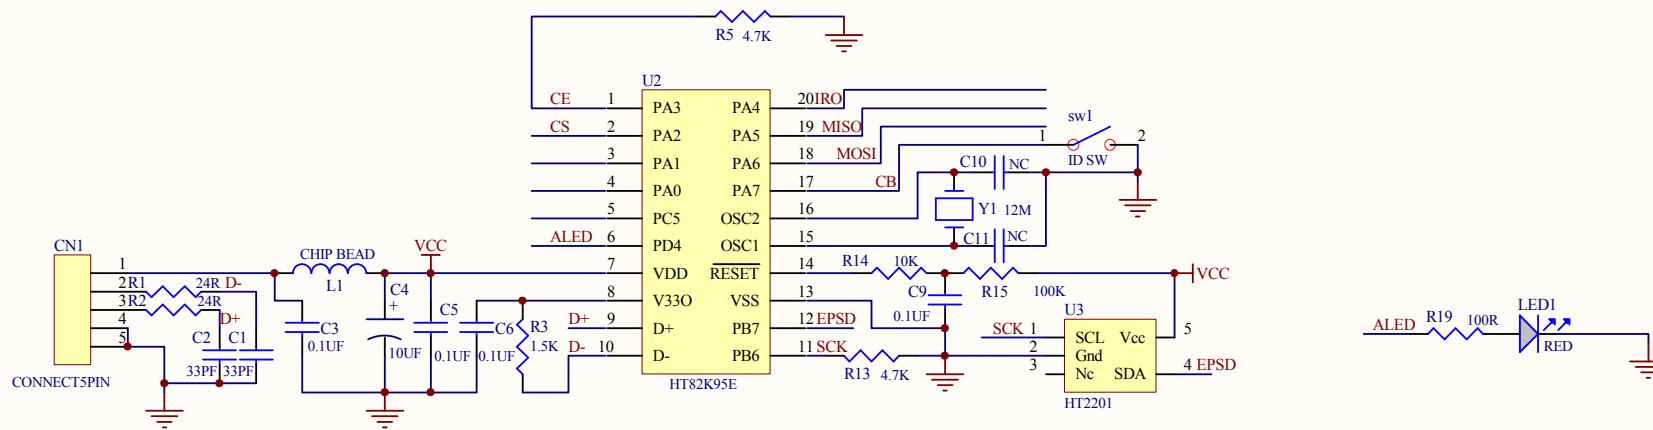 R5 4.7K
U2
CE 1 PA3 PA4 20 IRO
CS 2 PA2 PA5 19 MISO
3 PA1 PA6 18 MOSI
4 PA0 PA7 17 CB
5 PC5 OSC2 16
ALED 6 PD4 OSC1 15
7 VDD RESET 14
8 V33O VSS 13
D+ 9 D+ PB7 12 EPSD
D- 10 D- PB6 11 SCK
HT82K95E
sw1
1 2
ID SW
C10 NC
Y1 12M
C11 NC
R14 10K
R15 100K
VCC
C9
0.1UF
R13 4.7K
U3
SCK 1 SCL Vcc 5
2 Gnd
3 Nc SDA 4 EPSD
HT2201
CN1
1
2 R1 24R D-
3 R2 24R D+
4
5
CONNECT5PIN
C2 C1
33PF 33PF
CHIP BEAD
L1
VCC
C3
0.1UF
C4
+
10UF
C5
0.1UF
C6
0.1UF
R3
1.5K
ALED R19 100R
LED1
RED